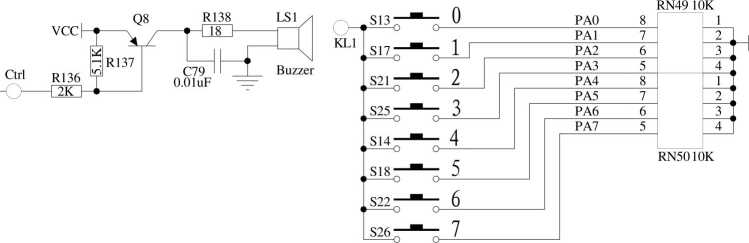 VCC
Q8
R138
18
LS1
Buzzer
5.1K
R137
C79
0.01uF
Ctrl
R136
2K
KL1
S13
0
S17
1
S21
2
S25
3
S14
4
S18
5
S22
6
S26
7
RN49 10K
PA0 8 1
PA1 7 2
PA2 6 3
PA3 5 4
PA4 8 1
PA5 7 2
PA6 6 3
PA7 5 4
RN50 10K